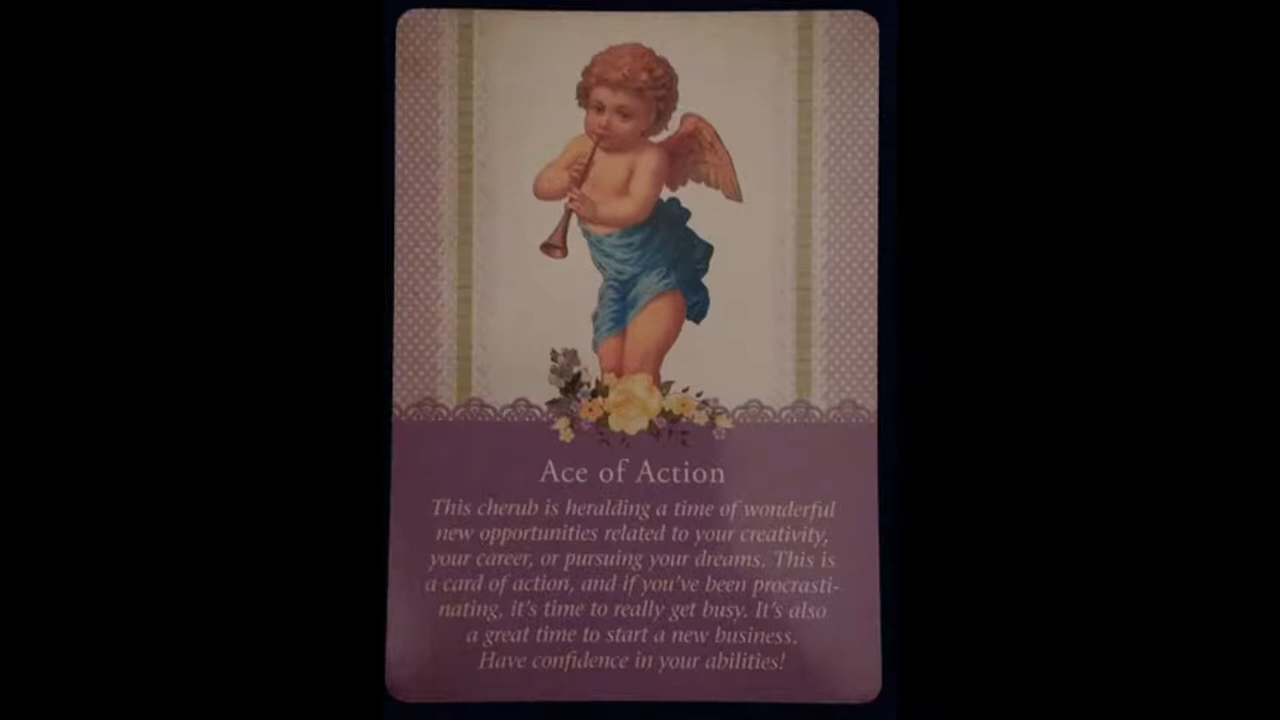 Ace of Action
This cherub is heralding a time of wonderful
new opportunities related to your creativity,
your career, or pursuing your dreams. This is
a card of action, and if you've been procrasti-
nating, it's time to really get busy. It's also
a great time to start a new business.
Have confidence in your abilities!